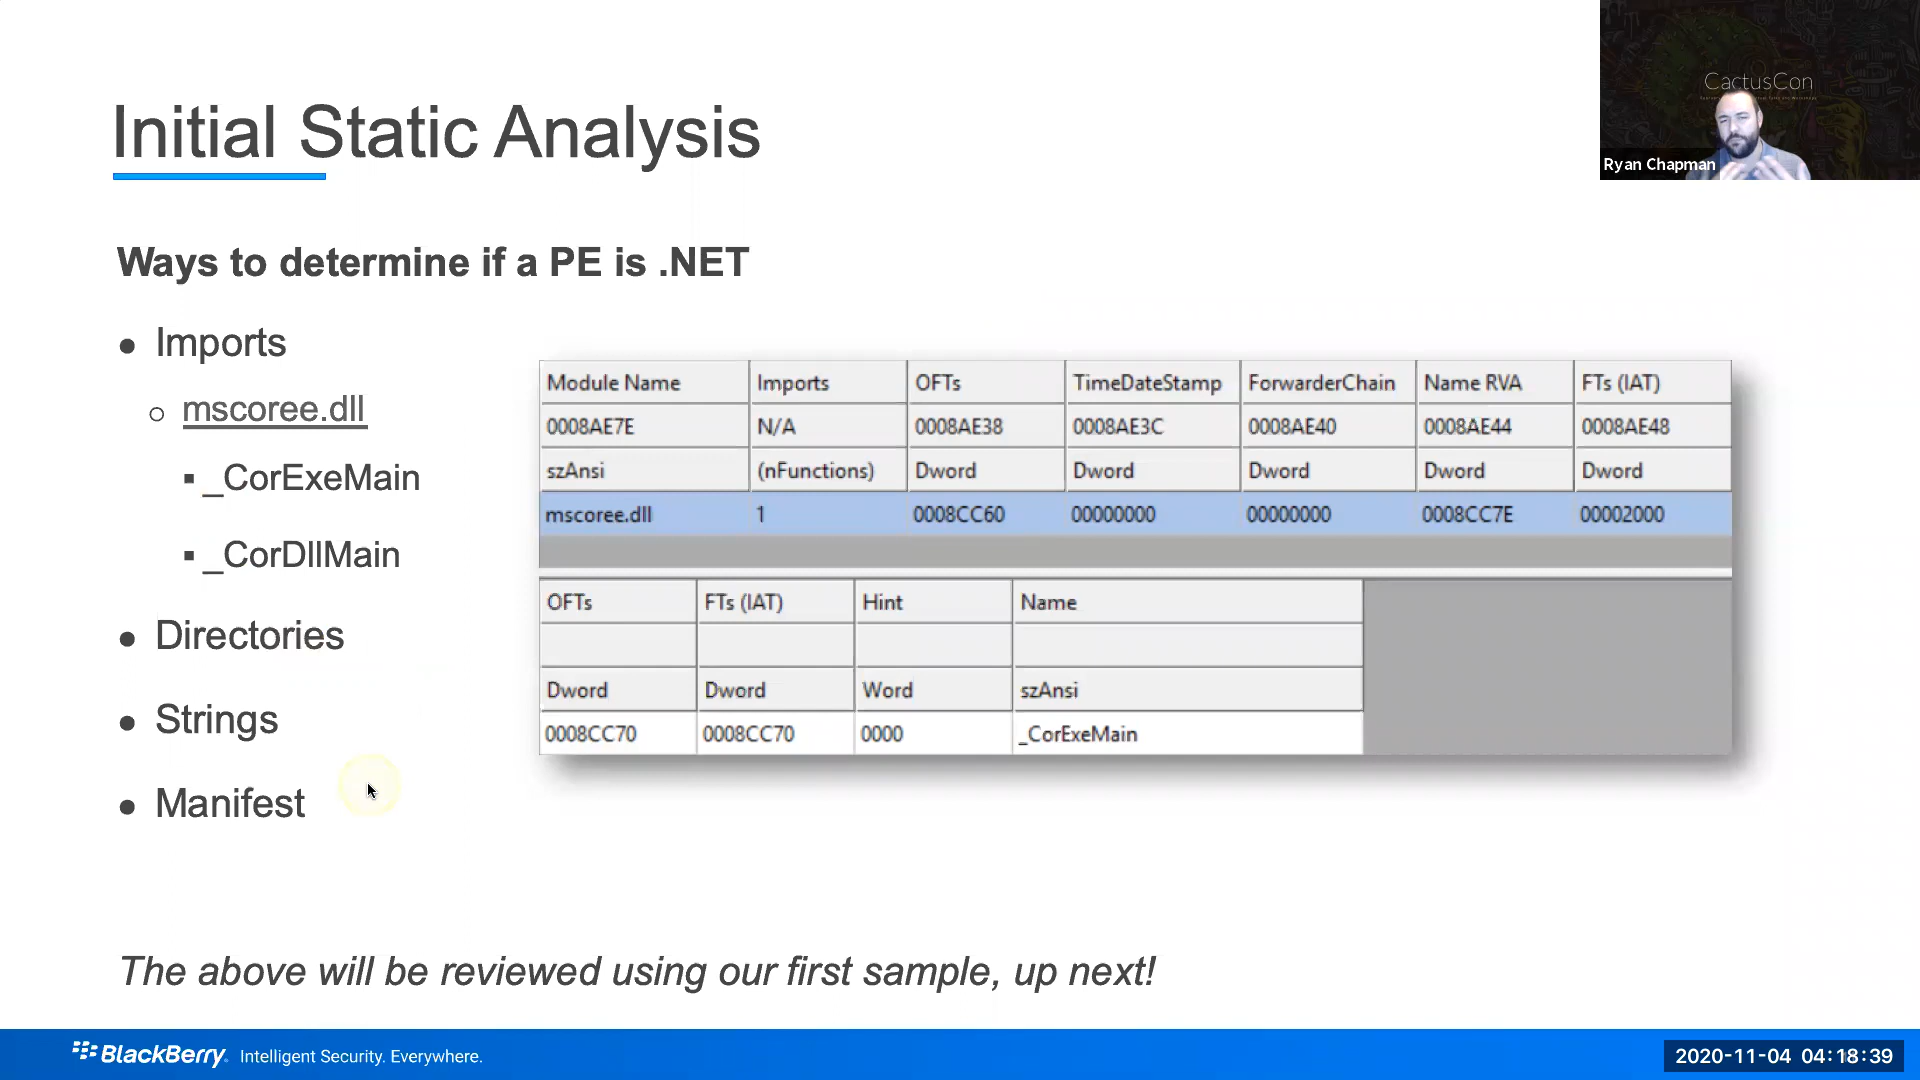 CactusCon
Ryan Chapman
Initial Static Analysis
Ways to determine if a PE is .NET
● Imports
○ mscoree.dll
▪ _CorExeMain
▪ _CorDllMain
● Directories
● Strings
● Manifest
Module Name Imports OFTs TimeDateStamp ForwarderChain Name RVA FTs (IAT)
0008AE7E N/A 0008AE38 0008AE3C 0008AE40 0008AE44 0008AE48
szAnsi (nFunctions) Dword Dword Dword Dword Dword
mscoree.dll 1 0008CC60 00000000 00000000 0008CC7E 00002000
OFTs FTs (IAT) Hint Name
Dword Dword Word szAnsi
0008CC70 0008CC70 0000 _CorExeMain
The above will be reviewed using our first sample, up next!
BlackBerry. Intelligent Security. Everywhere.
2020-11-04 04:18:39